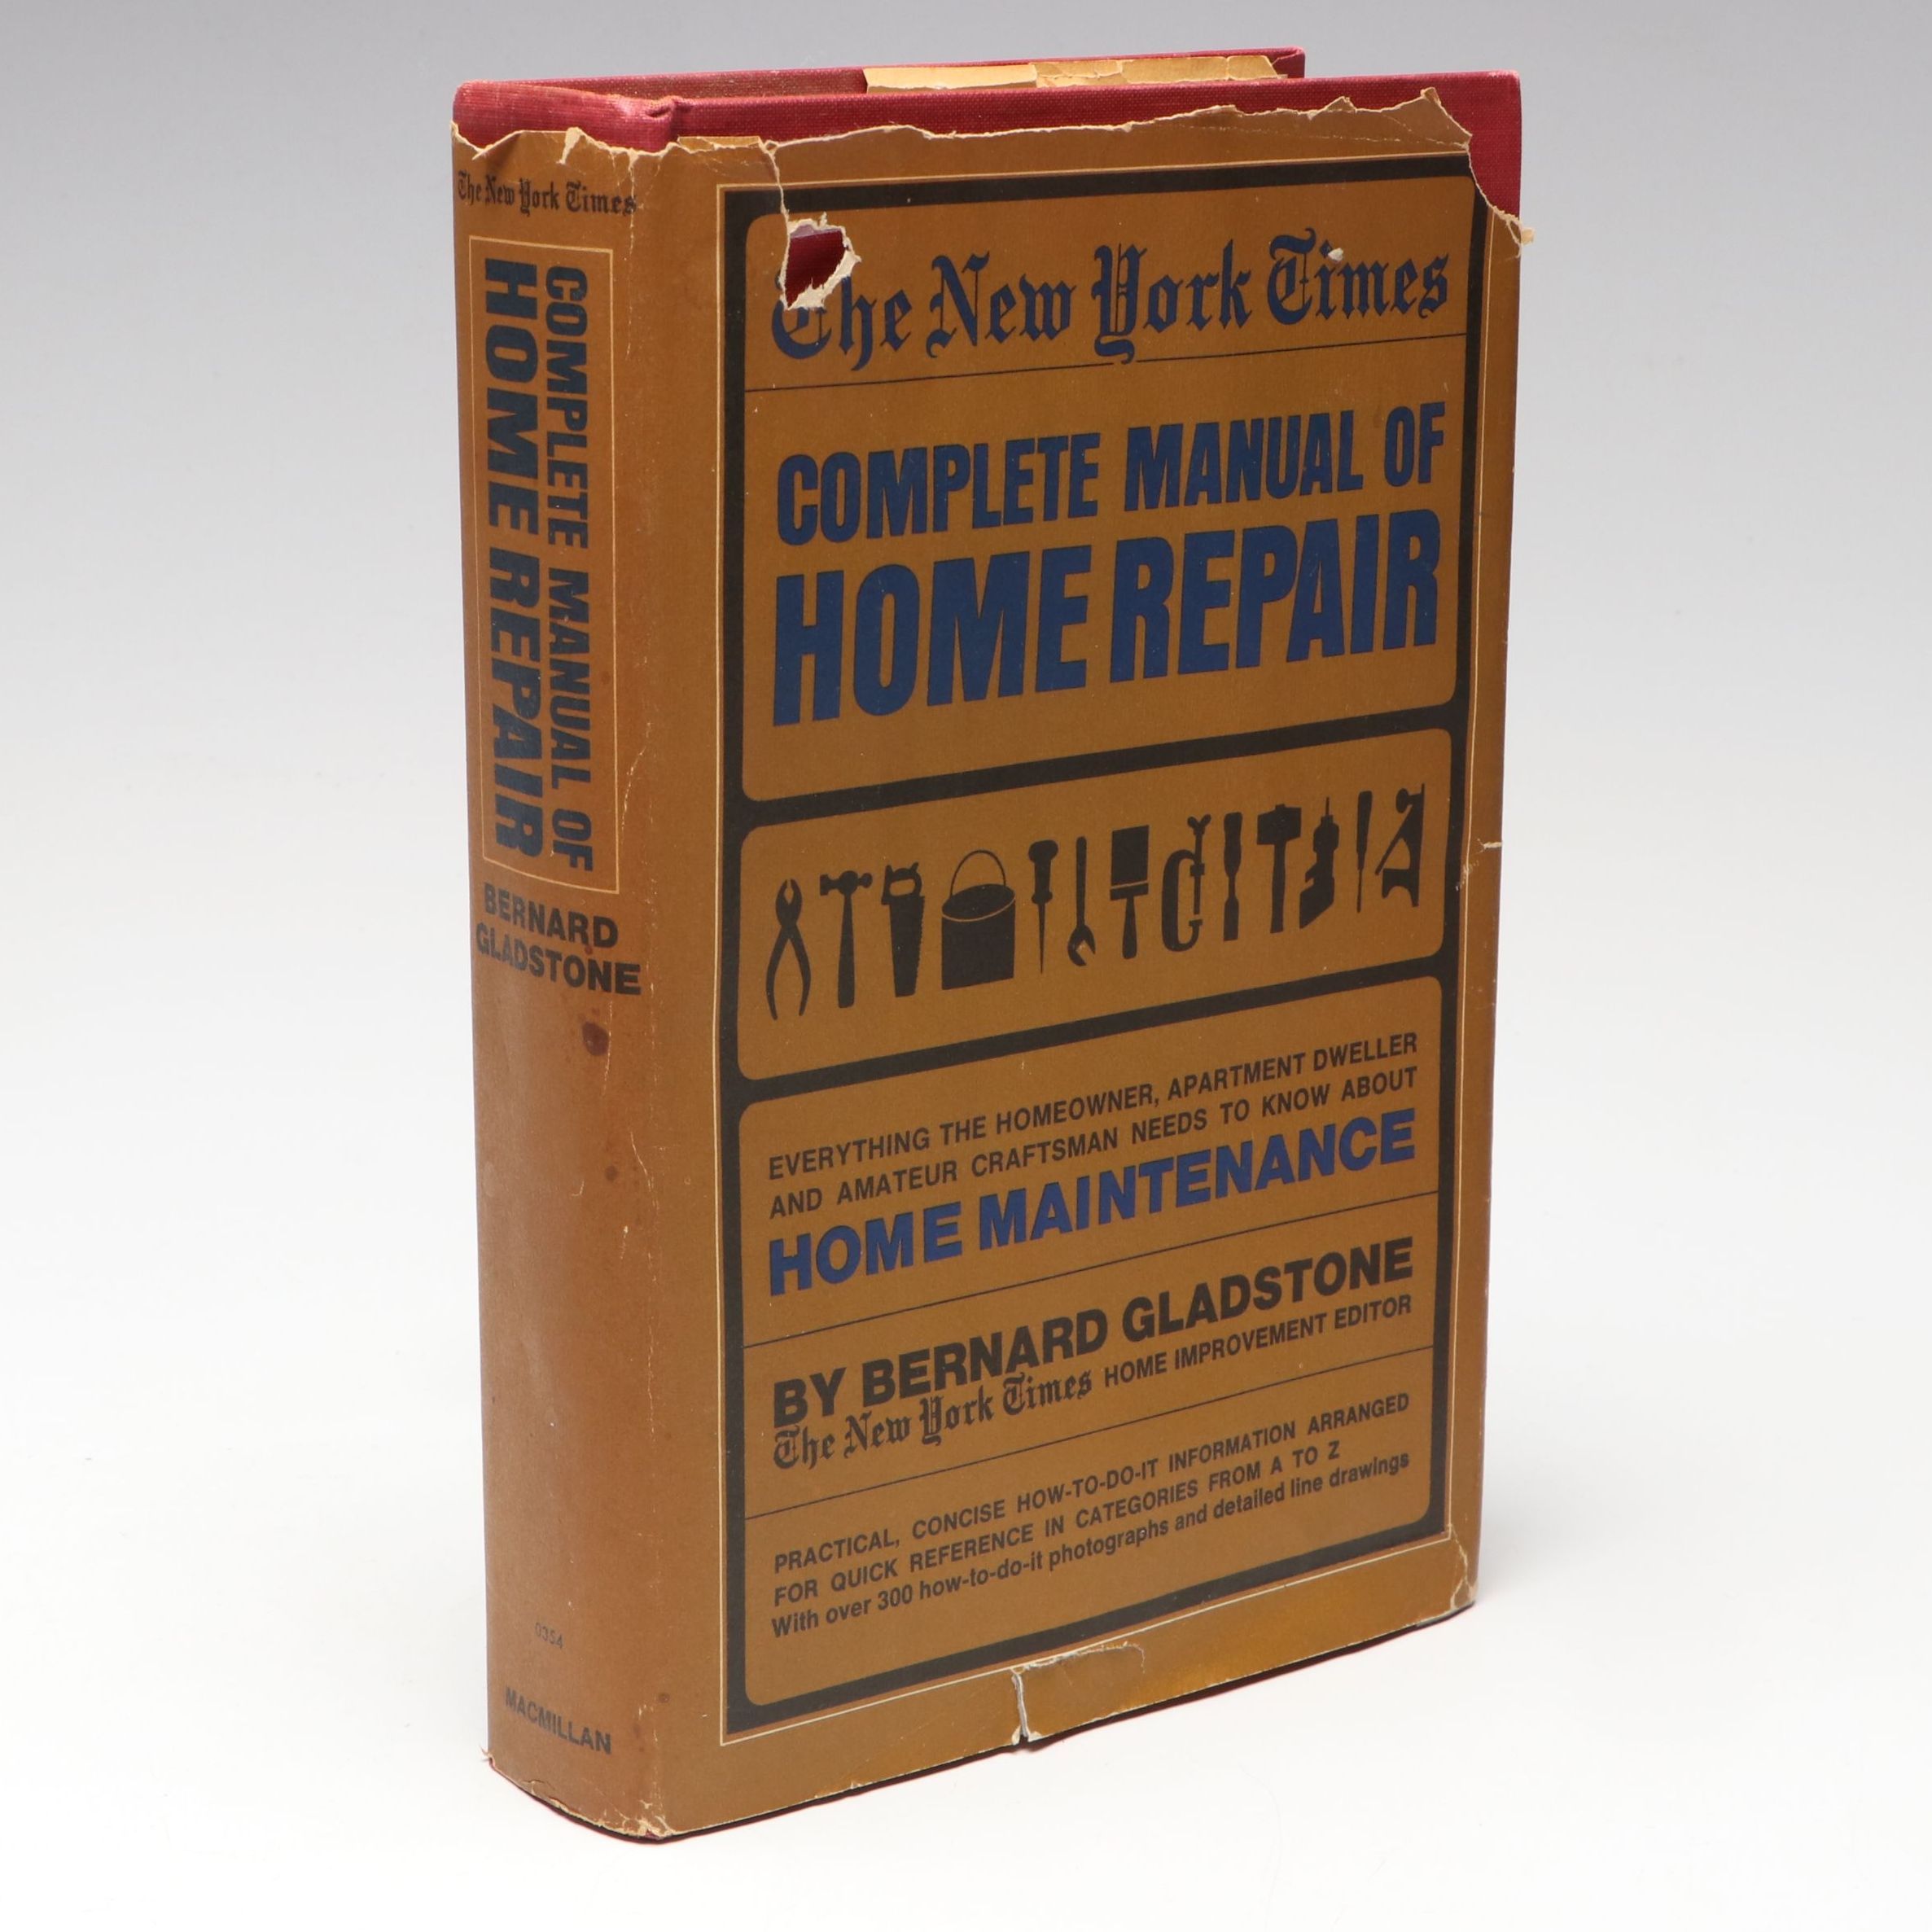 The New York Times
COMPLETE MANUAL OF
HOME REPAIR
BERNARD
GLADSTONE
0354
MACMILLAN
The New York Times
COMPLETE MANUAL OF
HOME REPAIR
EVERYTHING THE HOMEOWNER, APARTMENT DWELLER
AND AMATEUR CRAFTSMAN NEEDS TO KNOW ABOUT
HOME MAINTENANCE
BY BERNARD GLADSTONE
The New York Times HOME IMPROVEMENT EDITOR
PRACTICAL, CONCISE HOW-TO-DO-IT INFORMATION ARRANGED
FOR QUICK REFERENCE IN CATEGORIES FROM A TO Z
With over 300 how-to-do-it photographs and detailed line drawings